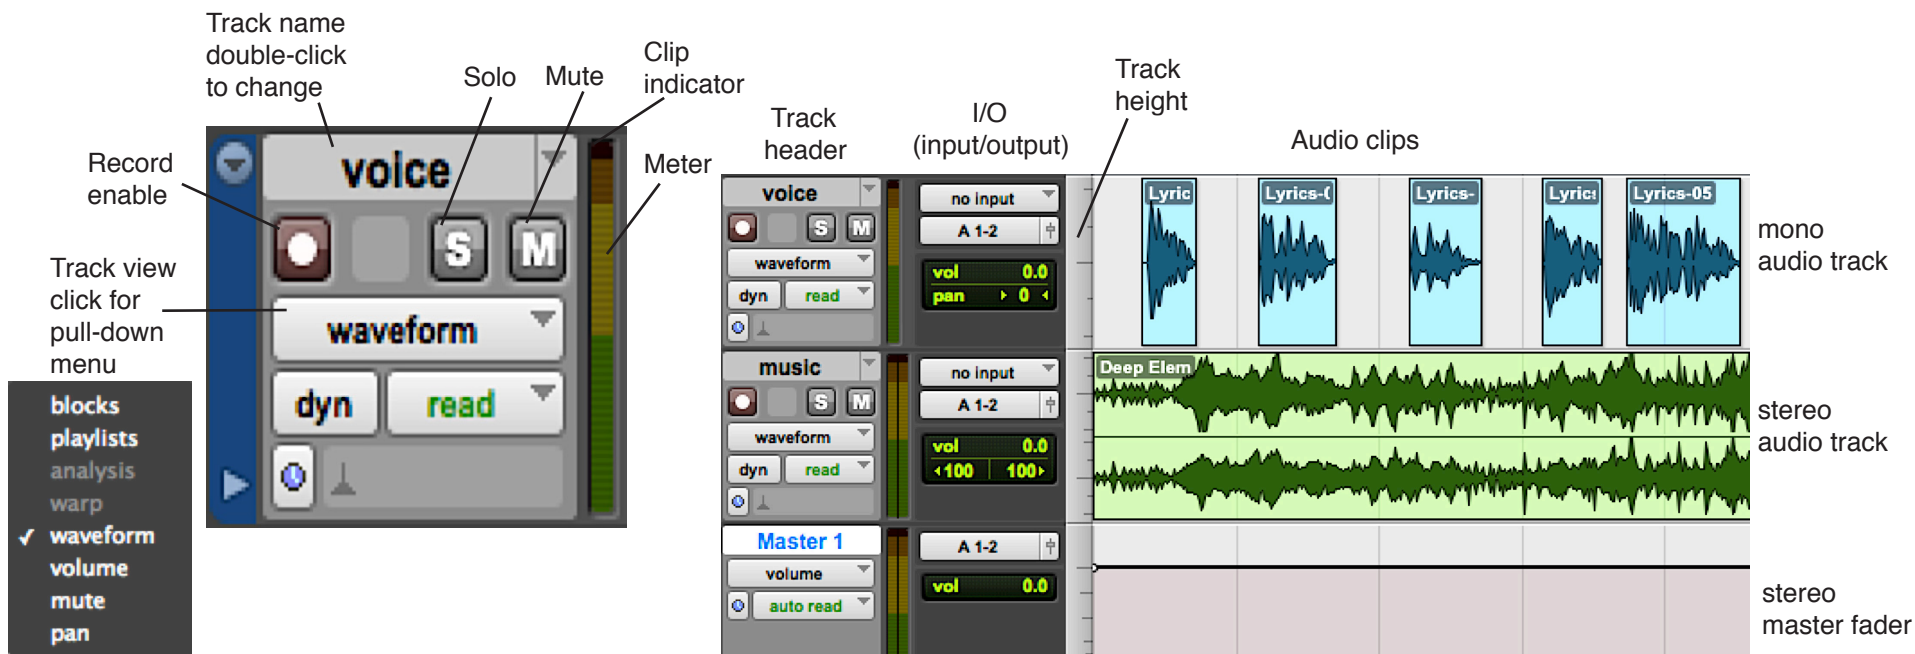 Track name
double-click
to change
Solo
Mute
Clip
indicator
Meter
Record
enable
Track view
click for
pull-down
menu
voice
S
M
waveform
dyn
read
blocks
playlists
analysis
warp
✓ waveform
volume
mute
pan
Track
header
I/O
(input/output)
Track
height
Audio clips
voice
S
M
waveform
dyn
read
no input
A 1-2
vol 0.0
pan 0
Lyric
Lyrics-0
Lyrics-
Lyrics
Lyrics-05
mono
audio track
music
S
M
waveform
dyn
read
no input
A 1-2
vol 0.0
100 100
Deep Elem
stereo
audio track
Master 1
volume
auto read
A 1-2
vol 0.0
stereo
master fader